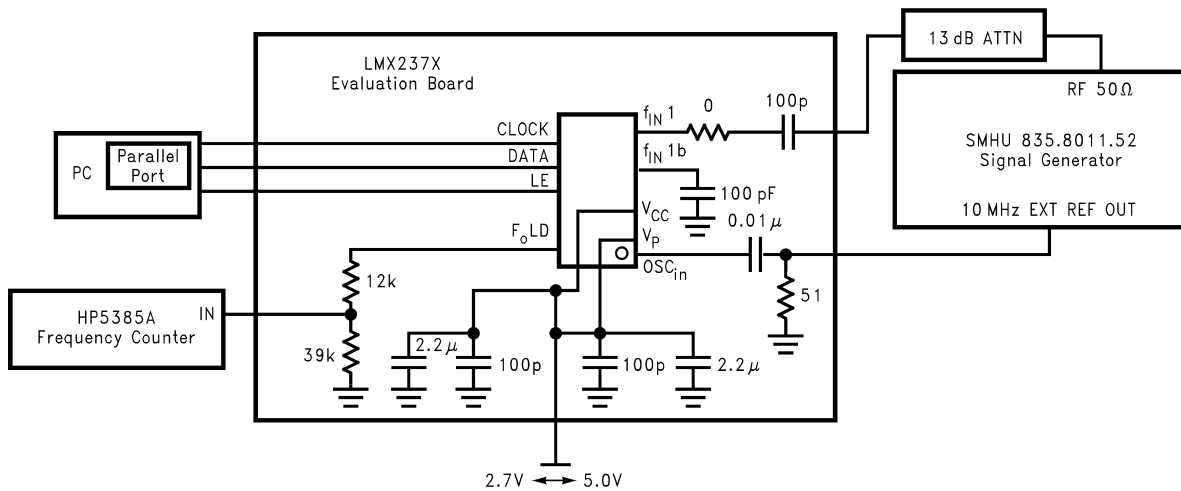 13 dB ATTN
LMX237X
Evaluation Board
RF 50Ω
f_IN 1
0
100p
CLOCK
SMHU 835.8011.52
Signal Generator
PC
Parallel
Port
DATA
f_IN 1b
LE
100 pF
10 MHz EXT REF OUT
V_CC
0.01μ
F_oLD
V_P
OSC_in
12k
51
HP5385A
Frequency Counter
IN
39k
2.2μ
100p
100p
2.2μ
2.7V ↔ 5.0V